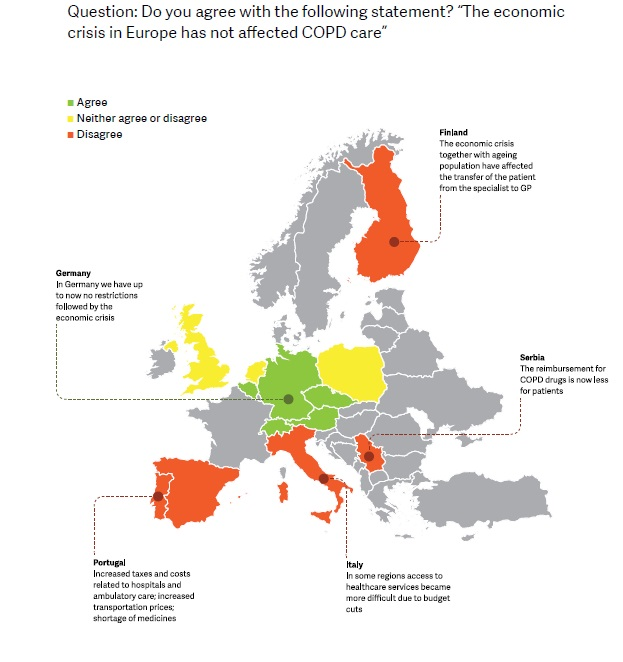 Question: Do you agree with the following statement? “The economic
crisis in Europe has not affected COPD care”
Agree
Neither agree or disagree
Disagree
Finland
The economic crisis
together with ageing
population have affected
the transfer of the patient
from the specialist to GP
Germany
In Germany we have up
to now no restrictions
followed by the
economic crisis
Serbia
The reimbursement for
COPD drugs is now less
for patients
Portugal
Increased taxes and costs
related to hospitals and
ambulatory care; increased
transportation prices;
shortage of medicines
Italy
In some regions access to
healthcare services became
more difficult due to budget
cuts